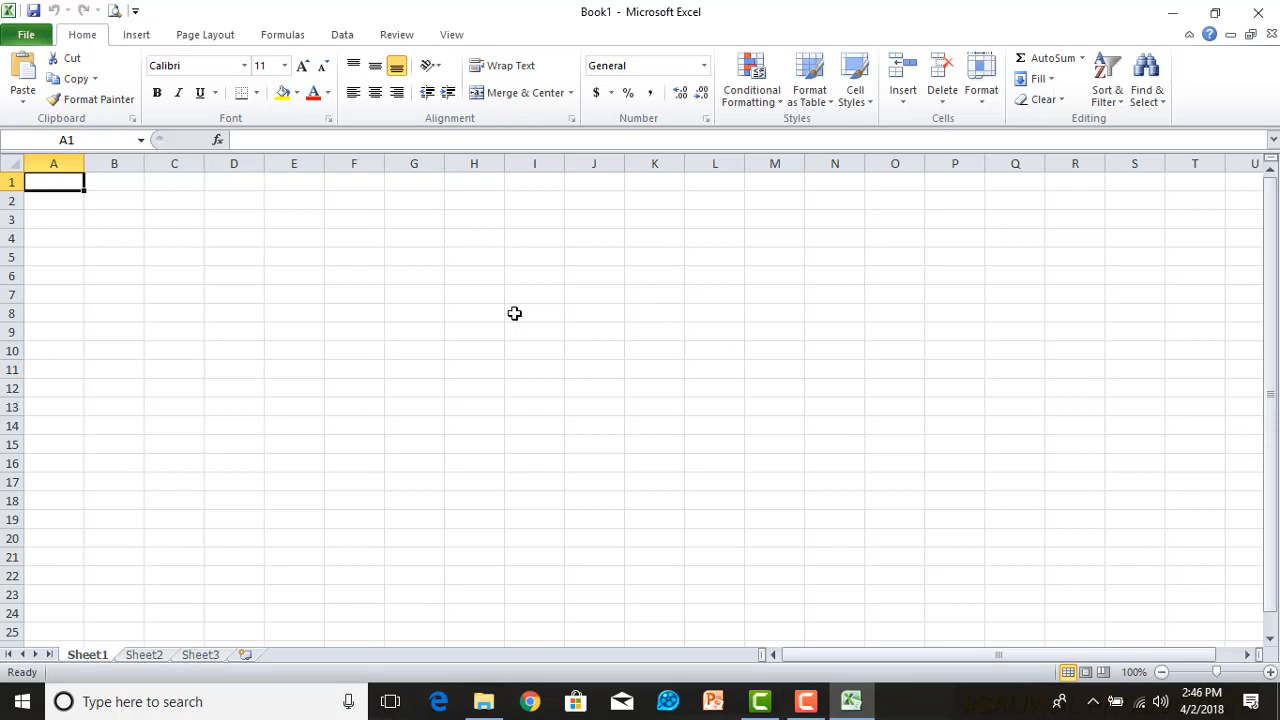 Book1 - Microsoft Excel
File Home Insert Page Layout Formulas Data Review View
Paste
Cut
Copy
Format Painter
Clipboard
Calibri 11
B I U
Font
Wrap Text
Merge & Center
Alignment
General
$ % ,
Number
Conditional Formatting
Format as Table
Cell Styles
Styles
Insert Delete Format
Cells
AutoSum
Fill
Clear
Sort & Filter
Find & Select
Editing
A1 fx
A B C D E F G H I J K L M N O P Q R S T U
1
2
3
4
5
6
7
8
9
10
11
12
13
14
15
16
17
18
19
20
21
22
23
24
25
Sheet1 Sheet2 Sheet3
Ready 100%
Type here to search
2:46 PM
4/2/2018